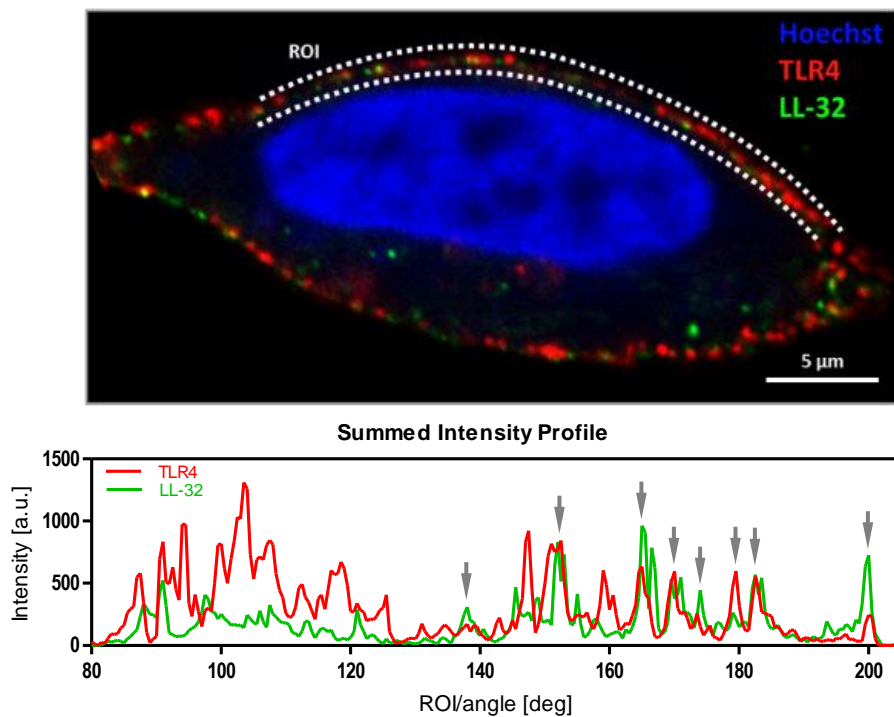 ROI
Hoechst
TLR4
LL-32
5 µm
Summed Intensity Profile
1500
1000
500
0
Intensity [a.u.]
TLR4
LL-32
80
100
120
140
160
180
200
ROI/angle [deg]